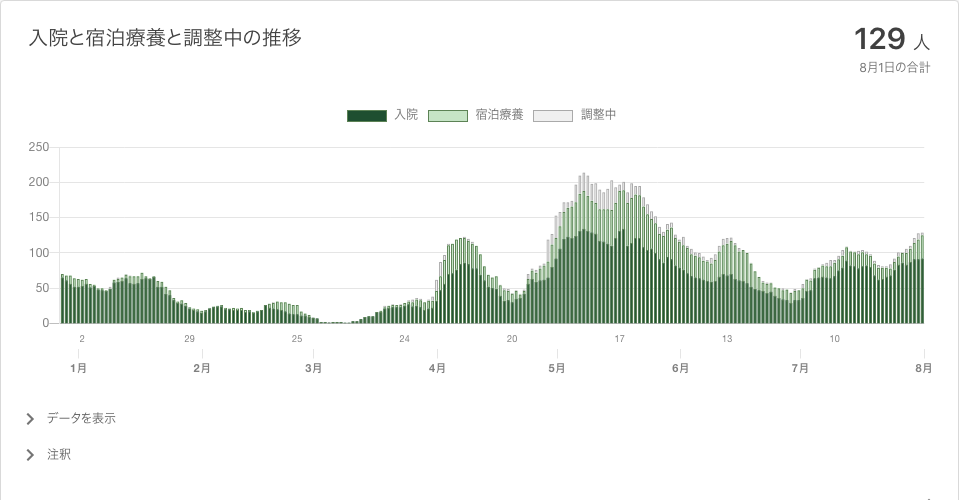 入院と宿泊療養と調整中の推移
129 人
8月1日の合計
入院 宿泊療養 調整中
250
200
150
100
50
0
2 29 25 24 20 17 13 10
1月 2月 3月 4月 5月 6月 7月 8月
データを表示
注釈